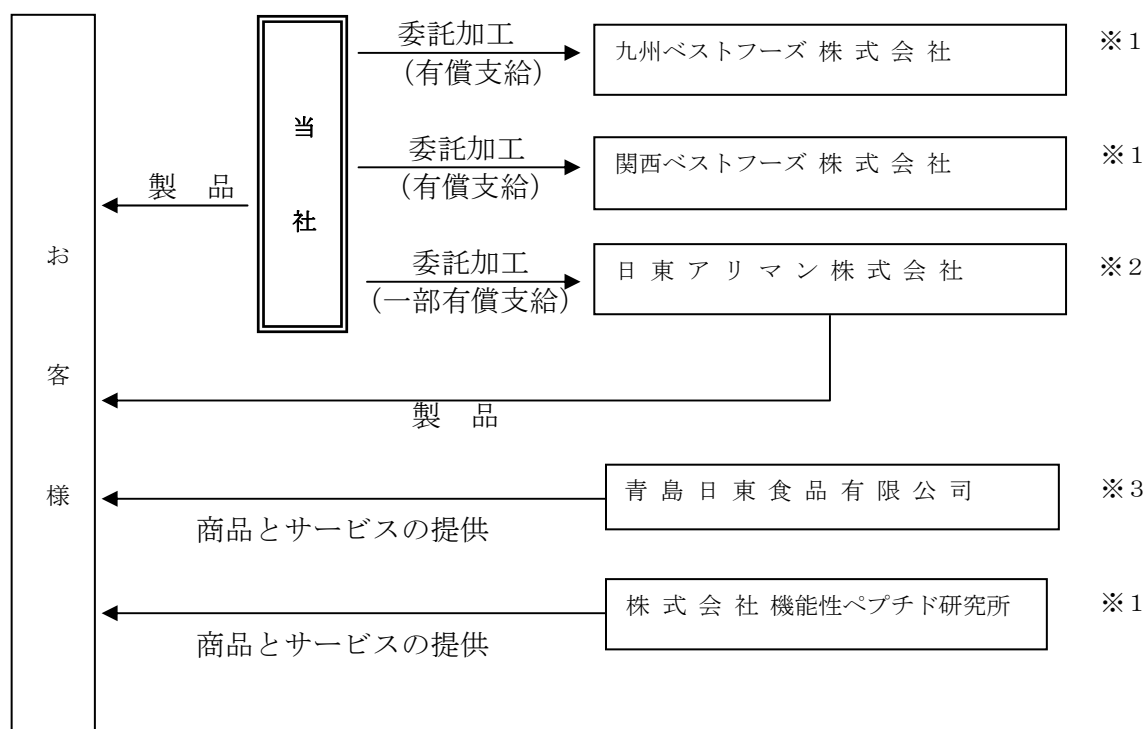 委託加工
(有償支給)
九州ベストフーズ 株 式 会 社
※1
当
社
委託加工
(有償支給)
関西ベストフーズ 株 式 会 社
※1
製 品
委託加工
(一部有償支給)
日 東 ア リ マ ン 株 式 会 社
※2
お
客
様
製 品
青 島 日 東 食 品 有 限 公 司
※3
商品とサービスの提供
株 式 会 社 機能性ペプチド研究所
※1
商品とサービスの提供